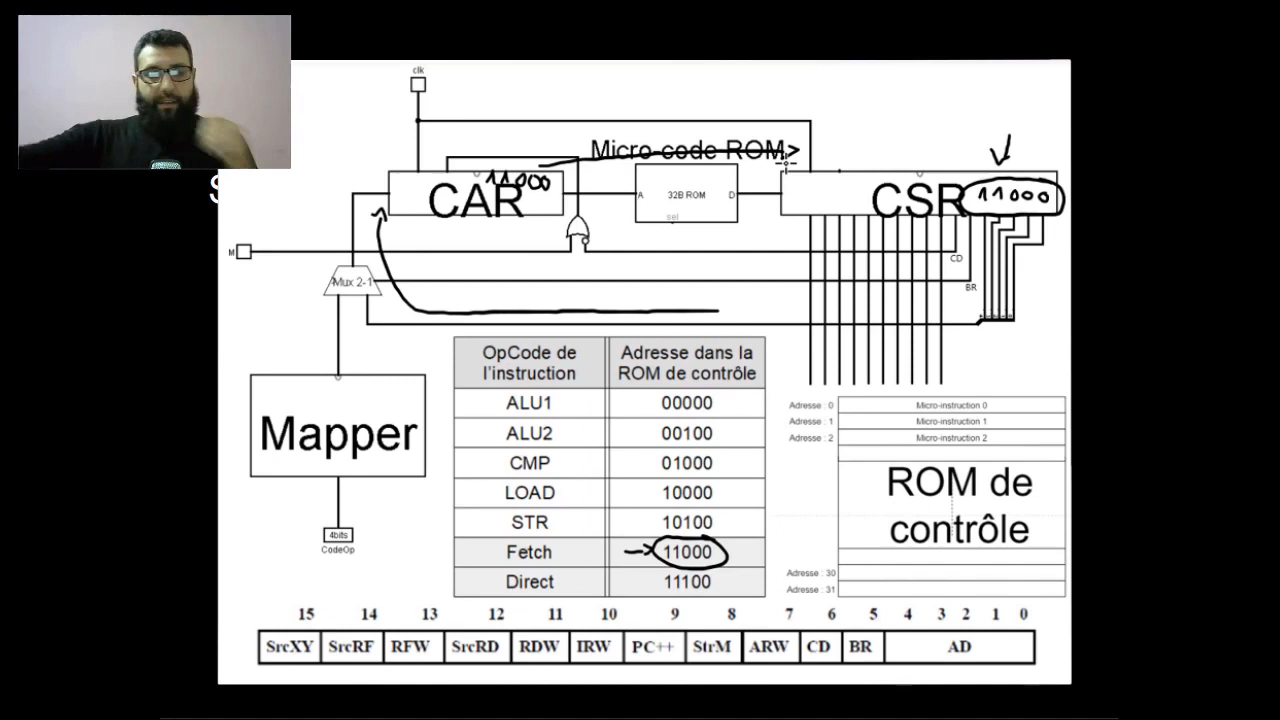 clk
Micro-code ROM
S
CAR
11000
A
32B ROM
D
sel
CSR
11000
M
CD
Mux 2-1
BR
Mapper
4bits
CodeOp
OpCode de l'instruction
Adresse dans la ROM de contrôle
ALU1 00000
ALU2 00100
CMP 01000
LOAD 10000
STR 10100
Fetch 11000
Direct 11100
Adresse : 0 Micro-instruction 0
Adresse : 1 Micro-instruction 1
Adresse : 2 Micro-instruction 2
ROM de
contrôle
Adresse : 30
Adresse : 31
15 14 13 12 11 10 9 8 7 6 5 4 3 2 1 0
SrcXY SrcRF RFW SrcRD RDW IRW PC++ StrM ARW CD BR AD